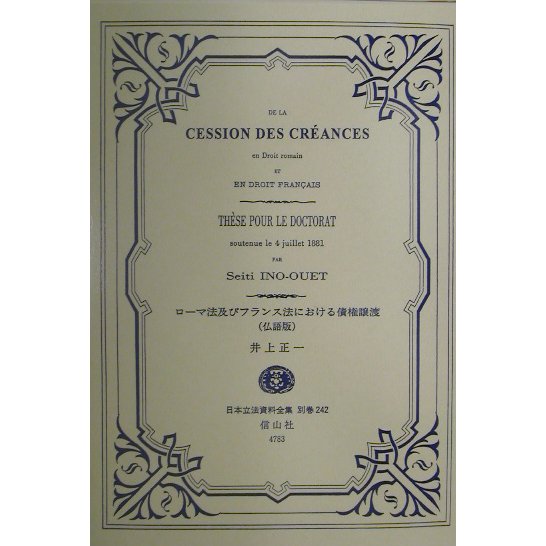 DE LA
CESSION DES CRÉANCES
en Droit romain
ET
EN DROIT FRANÇAIS
THÈSE POUR LE DOCTORAT
soutenue le 4 juillet 1881
PAR
Seiti INO-OUET
ローマ法及びフランス法における債権譲渡
(仏語版)
井上正一
日本立法資料全集 別巻 242
信山社
4783